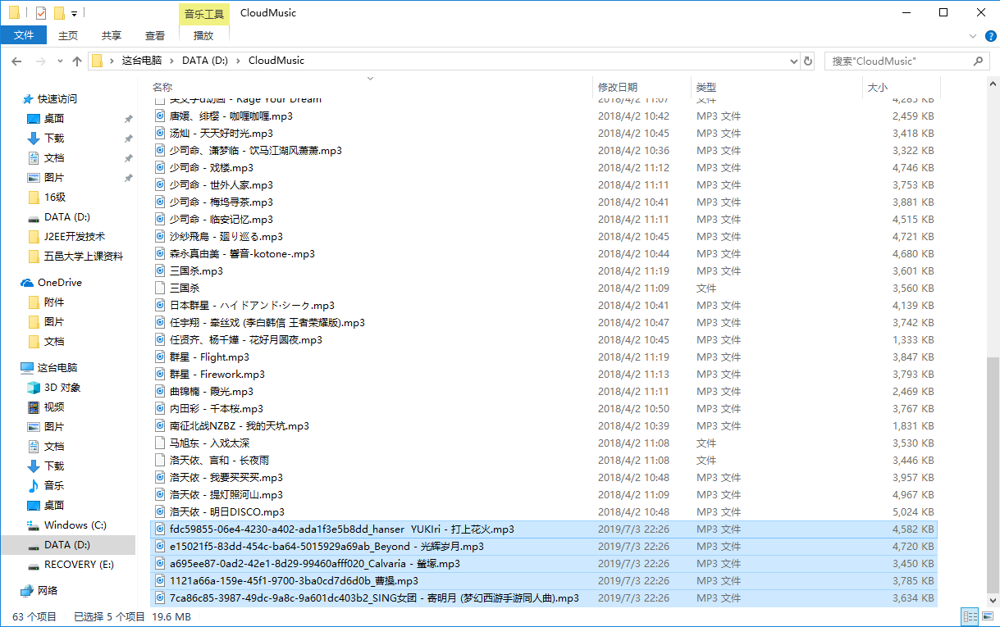 音乐工具 CloudMusic
文件 主页 共享 查看 播放
这台电脑 DATA (D:) CloudMusic 搜索"CloudMusic"
快速访问
桌面
下载
文档
图片
16级
DATA (D:)
J2EE开发技术
五邑大学上课资料
OneDrive
附件
图片
文档
这台电脑
3D 对象
视频
图片
文档
下载
音乐
桌面
Windows (C:)
DATA (D:)
RECOVERY (E:)
网络
名称 修改日期 类型 大小
Rage Your Dream 2018/4/2 11:07 文件 4,285 KB
唐嫒、绯樱 - 咖喱咖喱.mp3 2018/4/2 10:42 MP3 文件 2,459 KB
汤灿 - 天天好时光.mp3 2018/4/2 10:45 MP3 文件 3,418 KB
少司命、潇梦临 - 饮马江湖风萧萧.mp3 2018/4/2 10:36 MP3 文件 3,322 KB
少司命 - 戏楼.mp3 2018/4/2 11:12 MP3 文件 4,746 KB
少司命 - 世外人家.mp3 2018/4/2 11:11 MP3 文件 3,753 KB
少司命 - 梅坞寻茶.mp3 2018/4/2 10:41 MP3 文件 3,881 KB
少司命 - 临安记忆.mp3 2018/4/2 11:11 MP3 文件 4,515 KB
沙紗飛鳥 - 廻り巡る.mp3 2018/4/2 10:45 MP3 文件 4,721 KB
森永真由美 - 響音-kotone-.mp3 2018/4/2 10:44 MP3 文件 4,680 KB
三国杀.mp3 2018/4/2 11:19 MP3 文件 3,601 KB
三国杀 2018/4/2 11:09 文件 3,560 KB
日本群星 - ハイドアンド·シーク.mp3 2018/4/2 10:41 MP3 文件 4,139 KB
任宇翔 - 牵丝戏 (李白韩信 王者荣耀版).mp3 2018/4/2 10:47 MP3 文件 3,742 KB
任贤齐、杨千嬅 - 花好月圆夜.mp3 2018/4/2 10:45 MP3 文件 1,333 KB
群星 - Flight.mp3 2018/4/2 11:19 MP3 文件 3,847 KB
群星 - Firework.mp3 2018/4/2 11:13 MP3 文件 3,793 KB
曲锦楠 - 霞光.mp3 2018/4/2 11:11 MP3 文件 2,469 KB
内田彩 - 千本桜.mp3 2018/4/2 10:50 MP3 文件 3,767 KB
南征北战NZBZ - 我的天坑.mp3 2018/4/2 10:39 MP3 文件 1,831 KB
马旭东 - 入戏太深 2018/4/2 11:08 文件 3,530 KB
洛天依、言和 - 长夜雨 2018/4/2 11:08 文件 3,446 KB
洛天依 - 我要买买买.mp3 2018/4/2 10:48 MP3 文件 3,957 KB
洛天依 - 提灯照河山.mp3 2018/4/2 11:09 MP3 文件 4,967 KB
洛天依 - 明日DISCO.mp3 2018/4/2 10:48 MP3 文件 5,024 KB
fdc59855-06e4-4230-a402-ada1f3e5b8dd_hanser  YUKIri - 打上花火.mp3 2019/7/3 22:26 MP3 文件 4,582 KB
e15021f5-83dd-454c-ba64-5015929a69ab_Beyond - 光辉岁月.mp3 2019/7/3 22:26 MP3 文件 4,720 KB
a695ee87-0ad2-42e1-8d29-99460afff020_Calvaria - 螢塚.mp3 2019/7/3 22:26 MP3 文件 3,450 KB
1121a66a-159e-45f1-9700-3ba0cd7d6d0b_曹操.mp3 2019/7/3 22:26 MP3 文件 3,785 KB
7ca86c85-3987-49dc-9a8c-9a601dc403b2_SING女团 - 寄明月 (梦幻西游手游同人曲).mp3 2019/7/3 22:26 MP3 文件 3,634 KB
63 个项目 已选择 5 个项目 19.6 MB